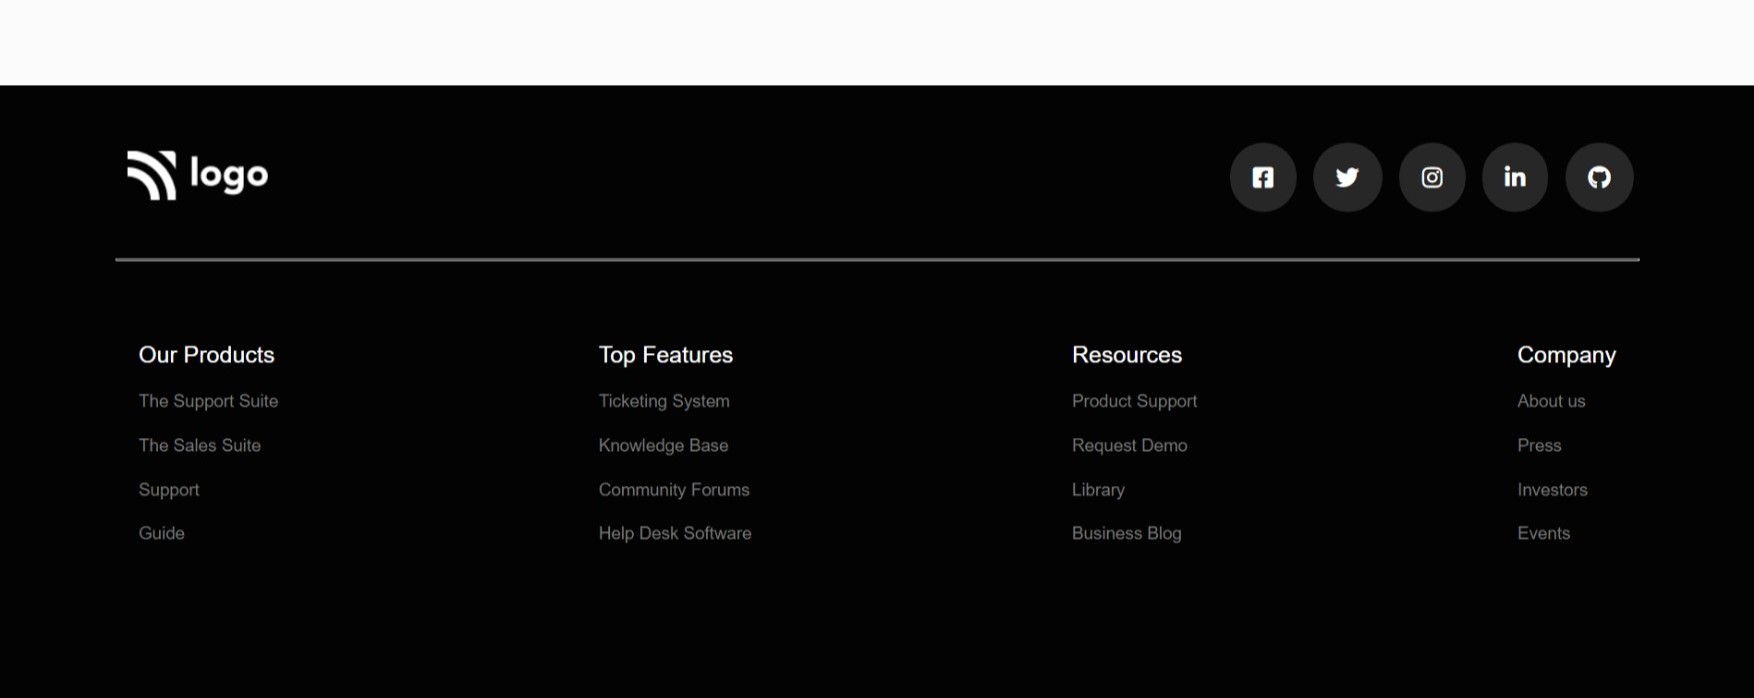 logo
Our Products
The Support Suite
The Sales Suite
Support
Guide
Top Features
Ticketing System
Knowledge Base
Community Forums
Help Desk Software
Resources
Product Support
Request Demo
Library
Business Blog
Company
About us
Press
Investors
Events